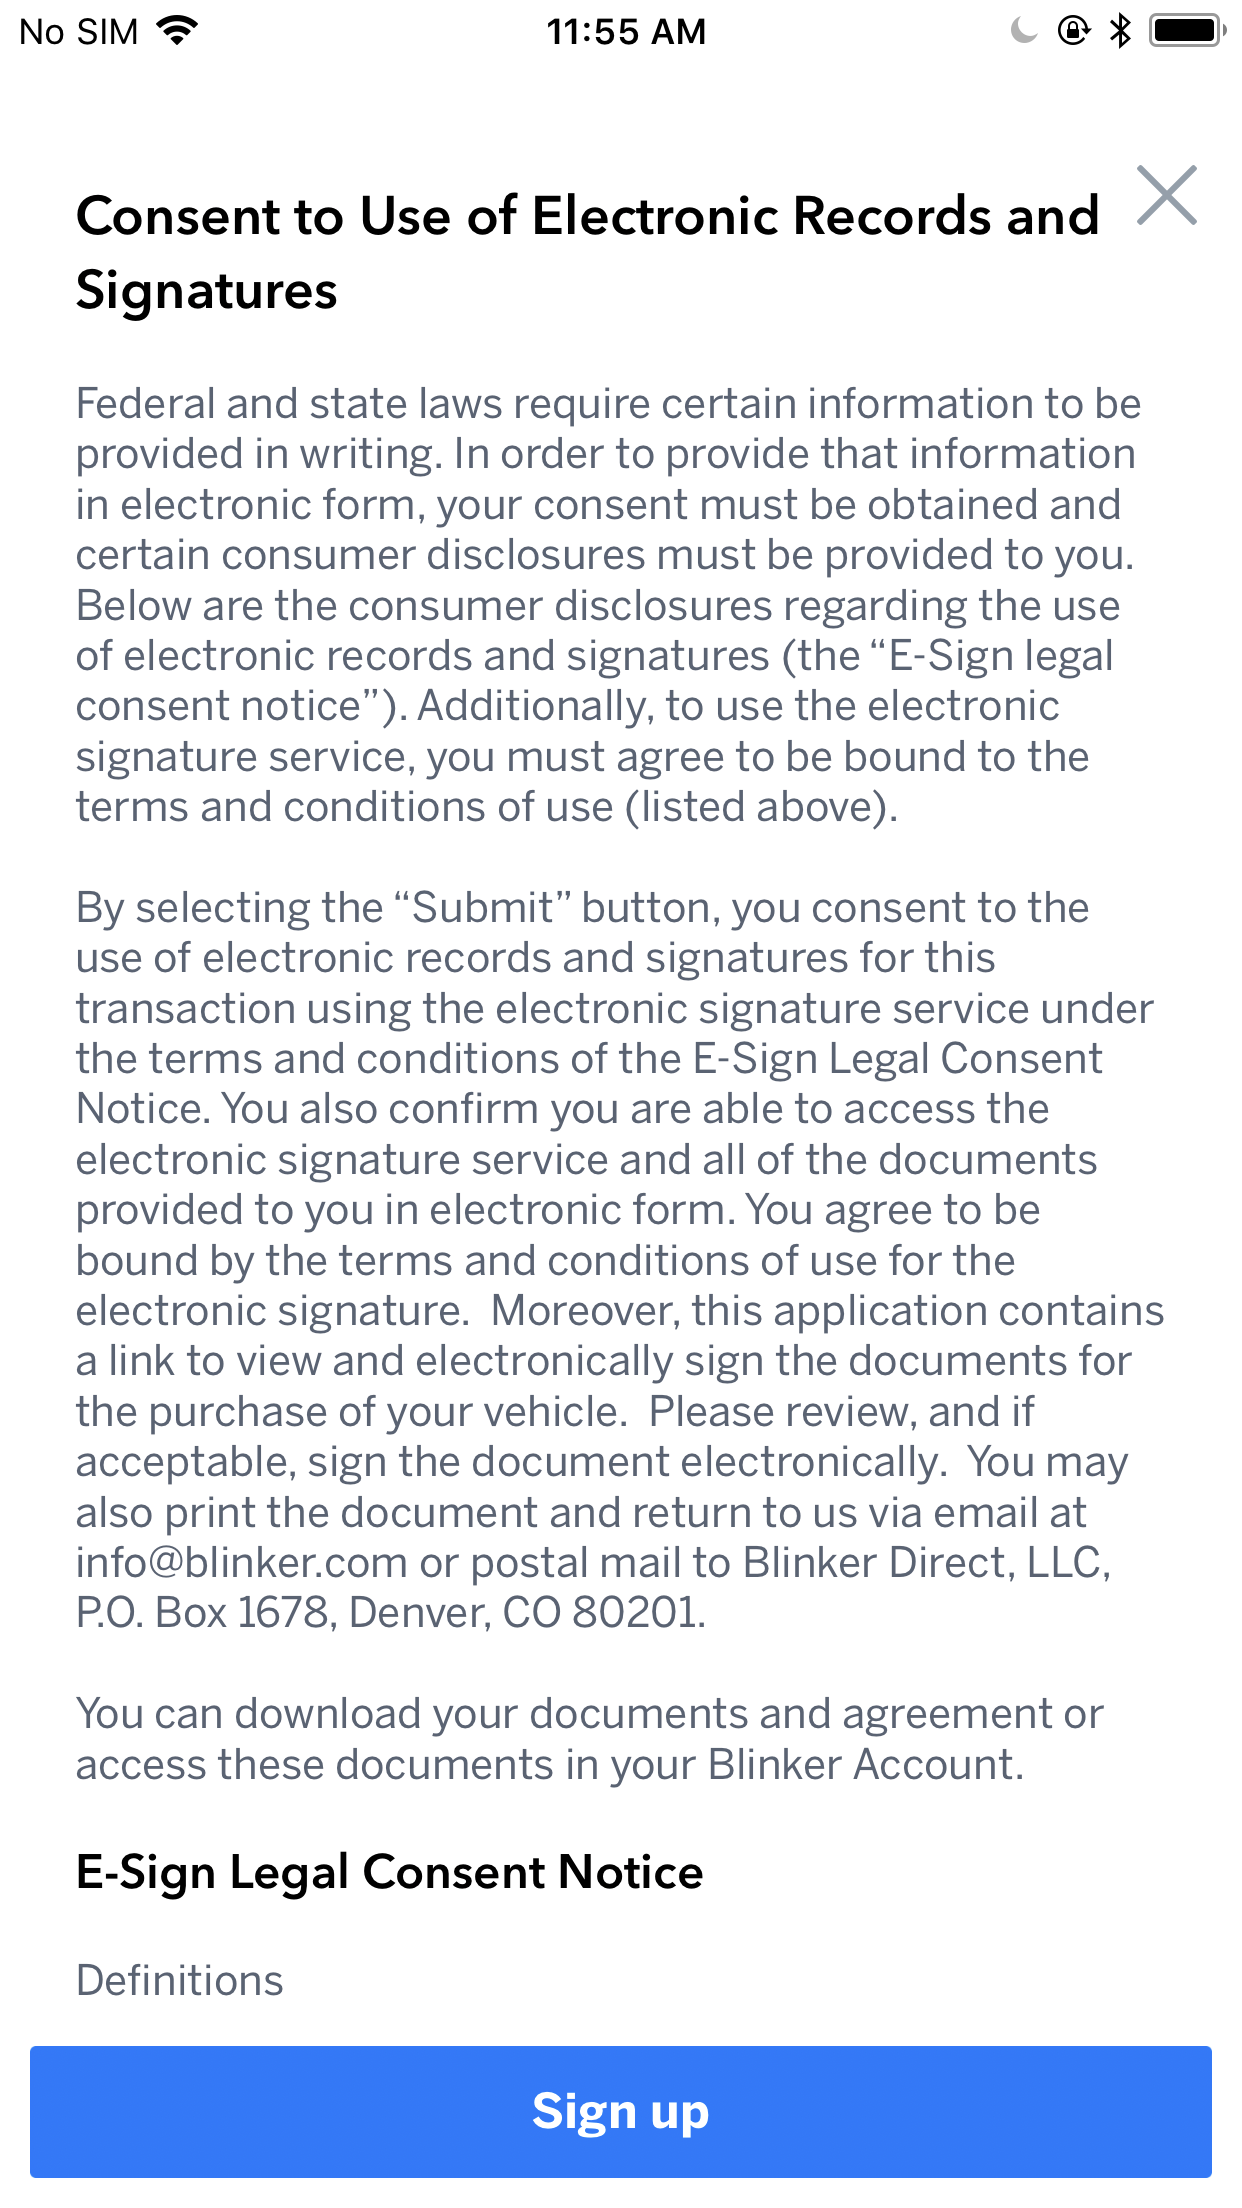 No SIM 11:55 AM
Consent to Use of Electronic Records and
Signatures
Federal and state laws require certain information to be
provided in writing. In order to provide that information
in electronic form, your consent must be obtained and
certain consumer disclosures must be provided to you.
Below are the consumer disclosures regarding the use
of electronic records and signatures (the “E-Sign legal
consent notice”). Additionally, to use the electronic
signature service, you must agree to be bound to the
terms and conditions of use (listed above).
By selecting the “Submit” button, you consent to the
use of electronic records and signatures for this
transaction using the electronic signature service under
the terms and conditions of the E-Sign Legal Consent
Notice. You also confirm you are able to access the
electronic signature service and all of the documents
provided to you in electronic form. You agree to be
bound by the terms and conditions of use for the
electronic signature.  Moreover, this application contains
a link to view and electronically sign the documents for
the purchase of your vehicle.  Please review, and if
acceptable, sign the document electronically.  You may
also print the document and return to us via email at
info@blinker.com or postal mail to Blinker Direct, LLC,
P.O. Box 1678, Denver, CO 80201.
You can download your documents and agreement or
access these documents in your Blinker Account.
E-Sign Legal Consent Notice
Definitions
Sign up